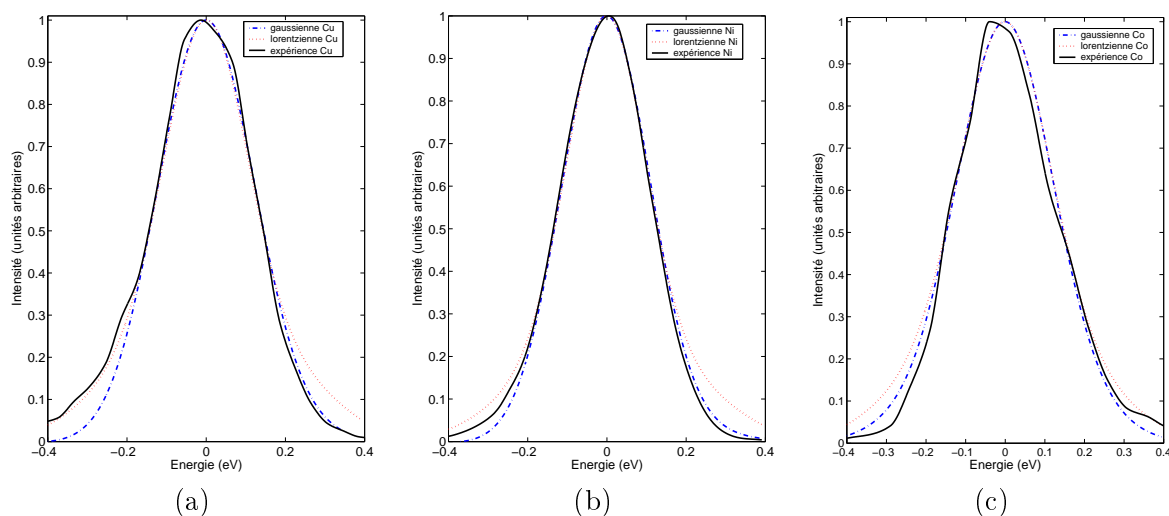 1
0.9
0.8
0.7
0.6
0.5
0.4
0.3
0.2
0.1
0
−0.4
−0.2
0
0.2
0.4
Intensité (unités arbitraires)
Energie (eV)
gaussienne Cu
lorentzienne Cu
expérience Cu
(a)
1
0.9
0.8
0.7
0.6
0.5
0.4
0.3
0.2
0.1
0
−0.4
−0.2
0
0.2
0.4
Intensité (unités arbitraires)
Energie (eV)
gaussienne Ni
lorentzienne Ni
expérience Ni
(b)
1
0.9
0.8
0.7
0.6
0.5
0.4
0.3
0.2
0.1
0
−0.4
−0.3
−0.2
−0.1
0
0.1
0.2
0.3
0.4
Intensité (unités arbitraires)
Energie (eV)
gaussienne Co
lorentzienne Co
expérience Co
(c)